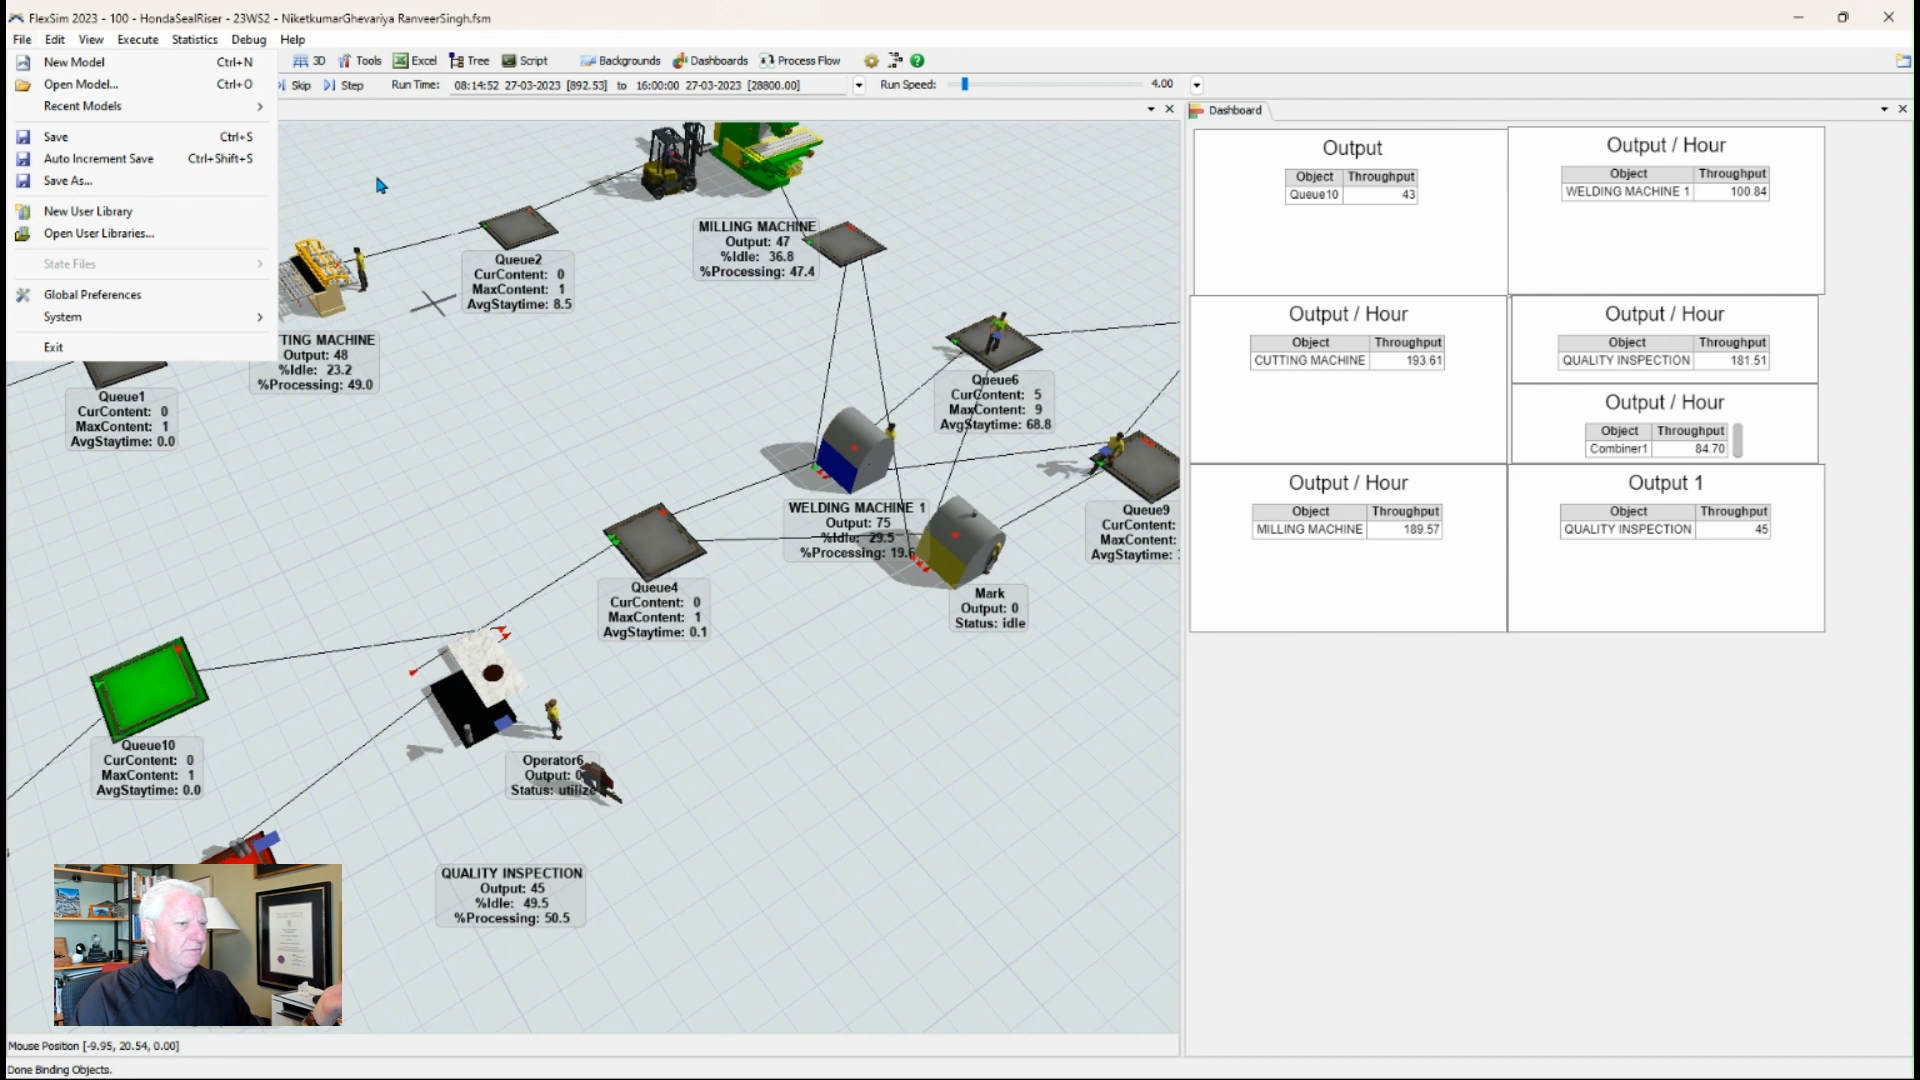 FlexSim 2023 - 100 - HondaSealRiser - 23WS2 - NiketkumarGhevariya RanveerSingh.fsm
File Edit View Execute Statistics Debug Help
New Model Ctrl+N
Open Model... Ctrl+O
Recent Models
Save Ctrl+S
Auto Increment Save Ctrl+Shift+S
Save As...
New User Library
Open User Libraries...
State Files
Global Preferences
System
Exit
3D Tools Excel Tree Script Backgrounds Dashboards Process Flow
Skip Step Run Time: 08:14:52 27-03-2023 [892.53] to 16:00:00 27-03-2023 [28800.00] Run Speed: 4.00
MILLING MACHINE
Output: 47
%Idle: 36.8
%Processing: 47.4
Queue2
CurContent: 0
MaxContent: 1
AvgStaytime: 8.5
TTING MACHINE
Output: 48
%Idle: 23.2
%Processing: 49.0
Queue1
CurContent: 0
MaxContent: 1
AvgStaytime: 0.0
Queue6
CurContent: 5
MaxContent: 9
AvgStaytime: 68.8
WELDING MACHINE 1
Output: 75
%Idle: 29.5
%Processing: 19.6
Queue9
CurContent:
MaxContent:
AvgStaytime:
Queue4
CurContent: 0
MaxContent: 1
AvgStaytime: 0.1
Mark
Output: 0
Status: idle
Queue10
CurContent: 0
MaxContent: 1
AvgStaytime: 0.0
Operator6
Output: 0
Status: utilize
QUALITY INSPECTION
Output: 45
%Idle: 49.5
%Processing: 50.5
Mouse Position [-9.95, 20.54, 0.00]
Done Binding Objects.
Dashboard
Output
Object Throughput
Queue10 43
Output / Hour
Object Throughput
WELDING MACHINE 1 100.84
Output / Hour
Object Throughput
CUTTING MACHINE 193.61
Output / Hour
Object Throughput
QUALITY INSPECTION 181.51
Output / Hour
Object Throughput
Combiner1 84.70
Output / Hour
Object Throughput
MILLING MACHINE 189.57
Output 1
Object Throughput
QUALITY INSPECTION 45